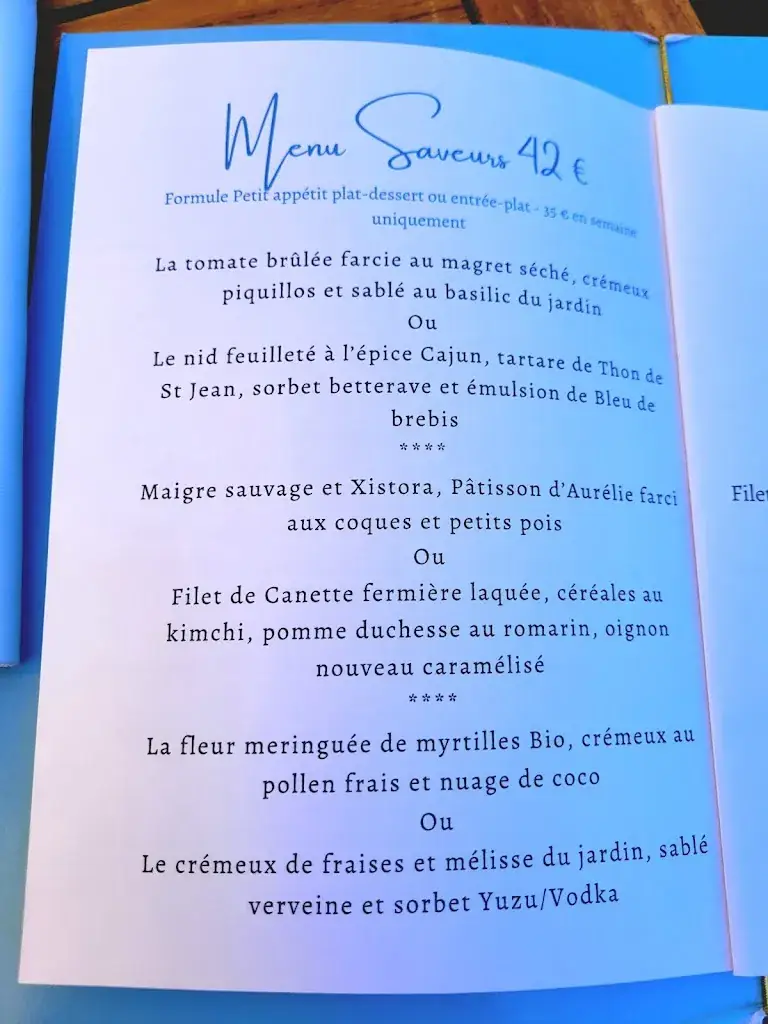 Menu Saveurs 42 €
Formule Petit appétit plat-dessert ou entrée-plat - 35 € en semaine
uniquement
La tomate brûlée farcie au magret séché, crémeux
piquillos et sablé au basilic du jardin
Ou
Le nid feuilleté à l'épice Cajun, tartare de Thon de
St Jean, sorbet betterave et émulsion de Bleu de
brebis
****
Maigre sauvage et Xistora, Pâtisson d'Aurélie farci
aux coques et petits pois
Ou
Filet de Canette fermière laquée, céréales au
kimchi, pomme duchesse au romarin, oignon
nouveau caramélisé
****
La fleur meringuée de myrtilles Bio, crémeux au
pollen frais et nuage de coco
Ou
Le crémeux de fraises et mélisse du jardin, sablé
verveine et sorbet Yuzu/Vodka